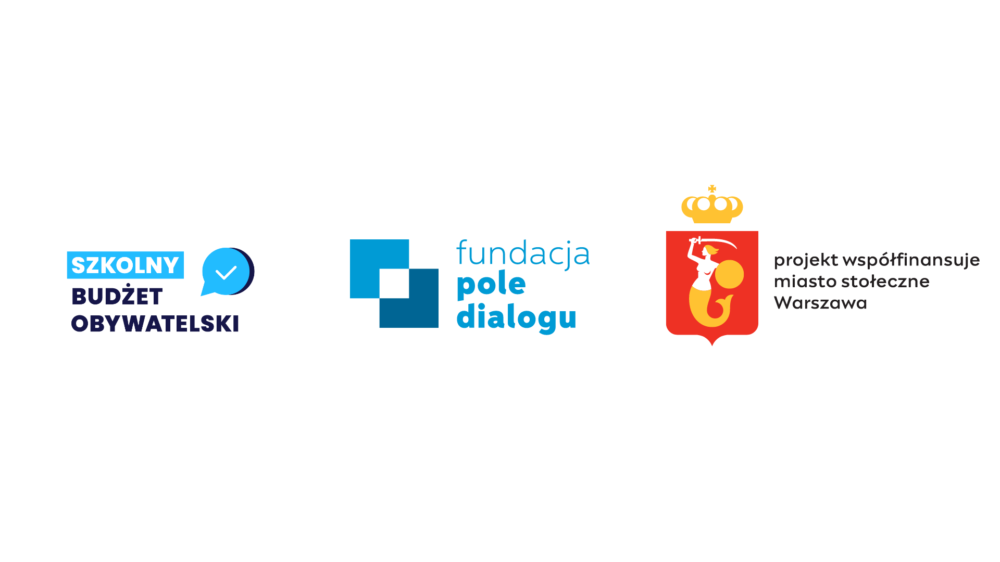 SZKOLNY
BUDŻET
OBYWATELSKI
fundacja
pole
dialogu
projekt współfinansuje
miasto stołeczne
Warszawa